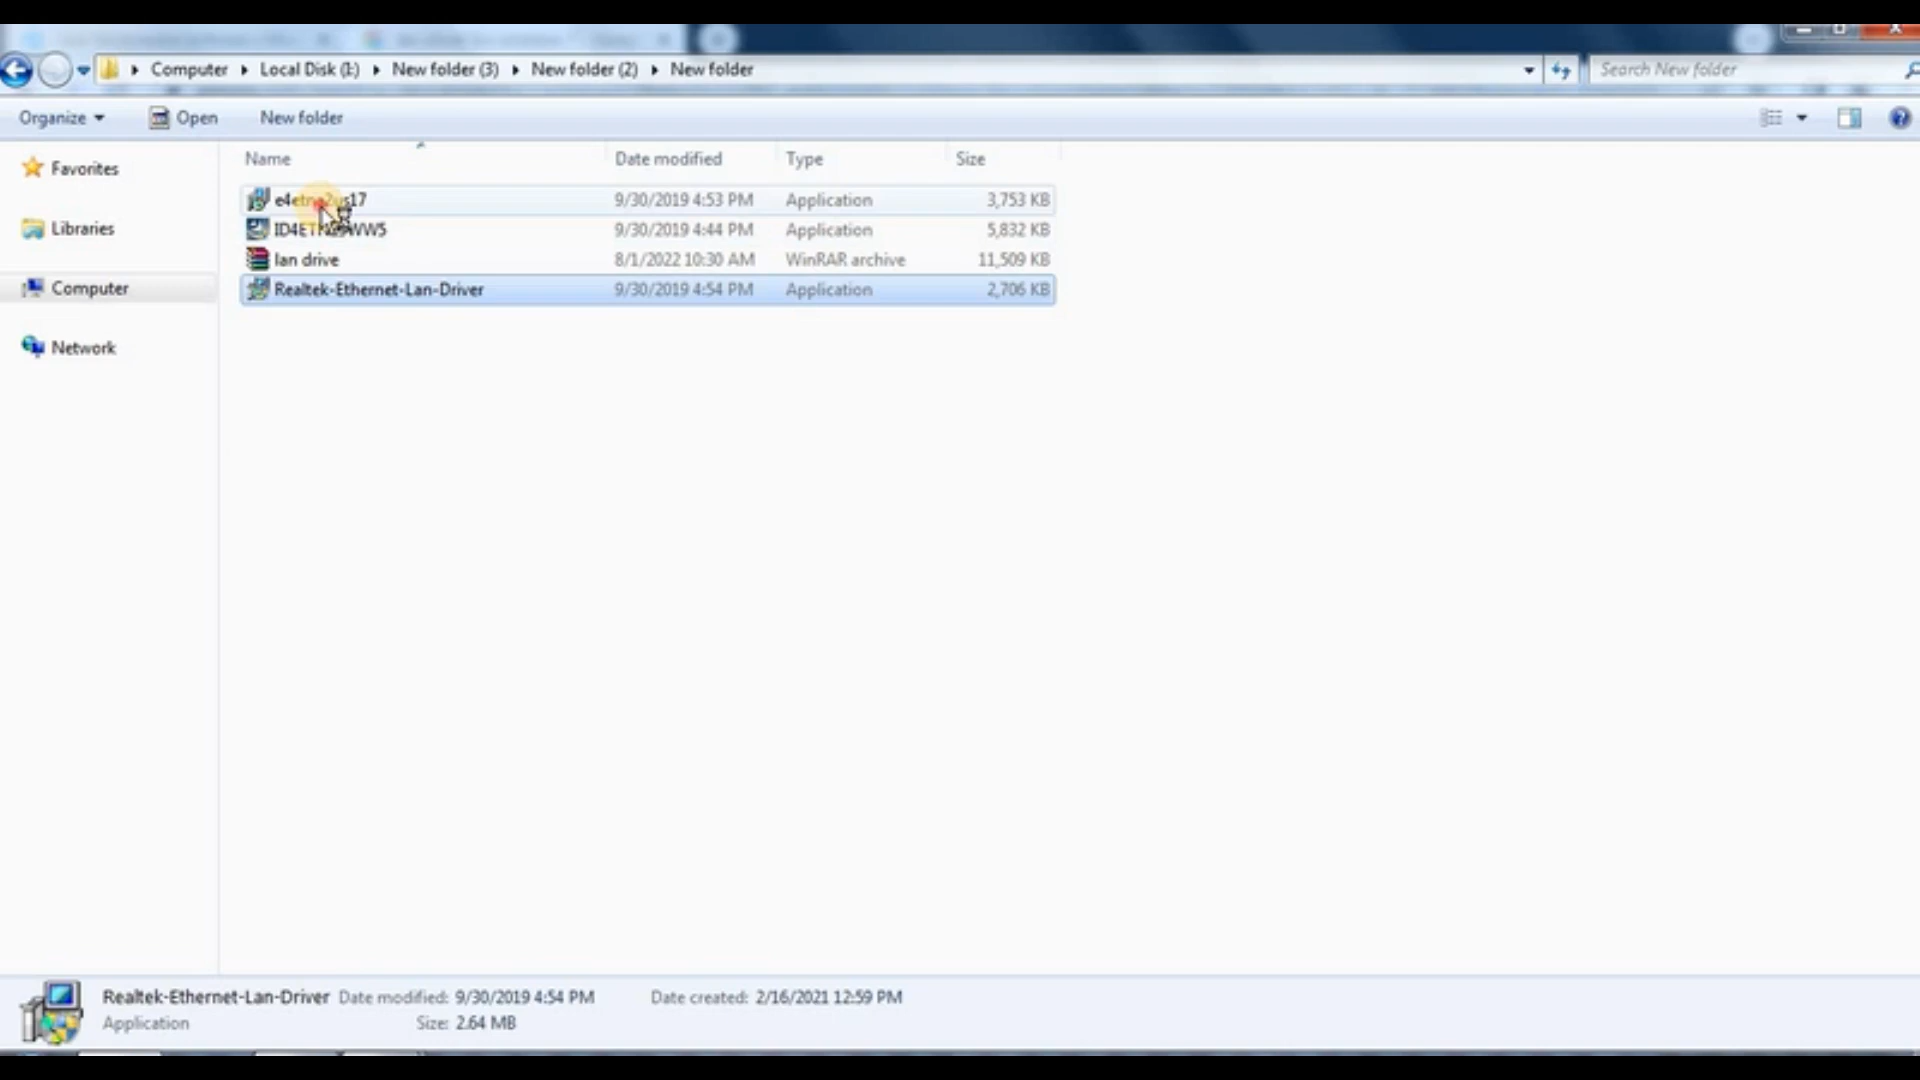 Computer Local Disk (I:) New folder (3) New folder (2) New folder
Search New folder
Organize Open New folder
Name Date modified Type Size
Favorites
Libraries
Computer
Network
9/30/2019 4:53 PM Application 3,753 KB
9/30/2019 4:44 PM Application 5,832 KB
lan drive 8/1/2022 10:30 AM WinRAR archive 11,509 KB
Realtek-Ethernet-Lan-Driver 9/30/2019 4:54 PM Application 2,706 KB
Realtek-Ethernet-Lan-Driver Date modified: 9/30/2019 4:54 PM Date created: 2/16/2021 12:59 PM
Application Size: 2.64 MB